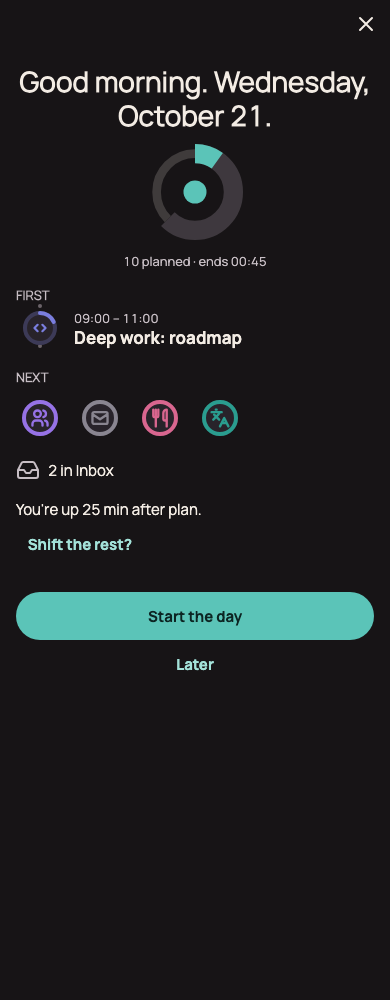 Good morning. Wednesday,
October 21.
10 planned · ends 00:45
FIRST
09:00 – 11:00
Deep work: roadmap
NEXT
2 in Inbox
You're up 25 min after plan.
Shift the rest?
Start the day
Later